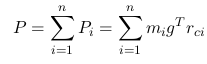 $P = \sum_{i=1}^{n} P_i = \sum_{i=1}^{n} m_i g^T r_{ci}$